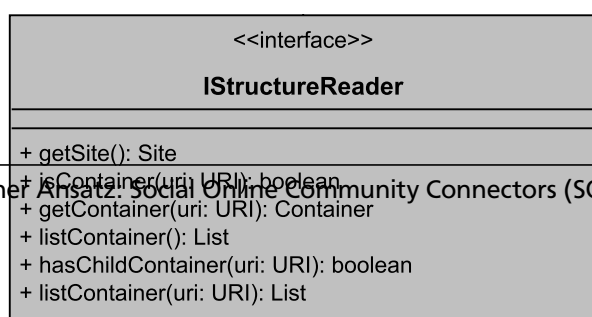 <<interface>>
IStructureReader
+ getSite(): Site
+ isContainer(uri: URI): boolean
ner Ansatz: Social Online Community Connectors (SO
+ getContainer(uri: URI): Container
+ listContainer(): List
+ hasChildContainer(uri: URI): boolean
+ listContainer(uri: URI): List